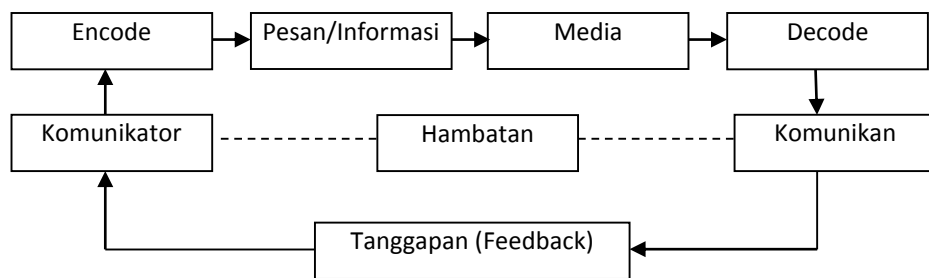 Encode
Pesan/Informasi
Media
Decode
Komunikator
Hambatan
Komunikan
Tanggapan (Feedback)